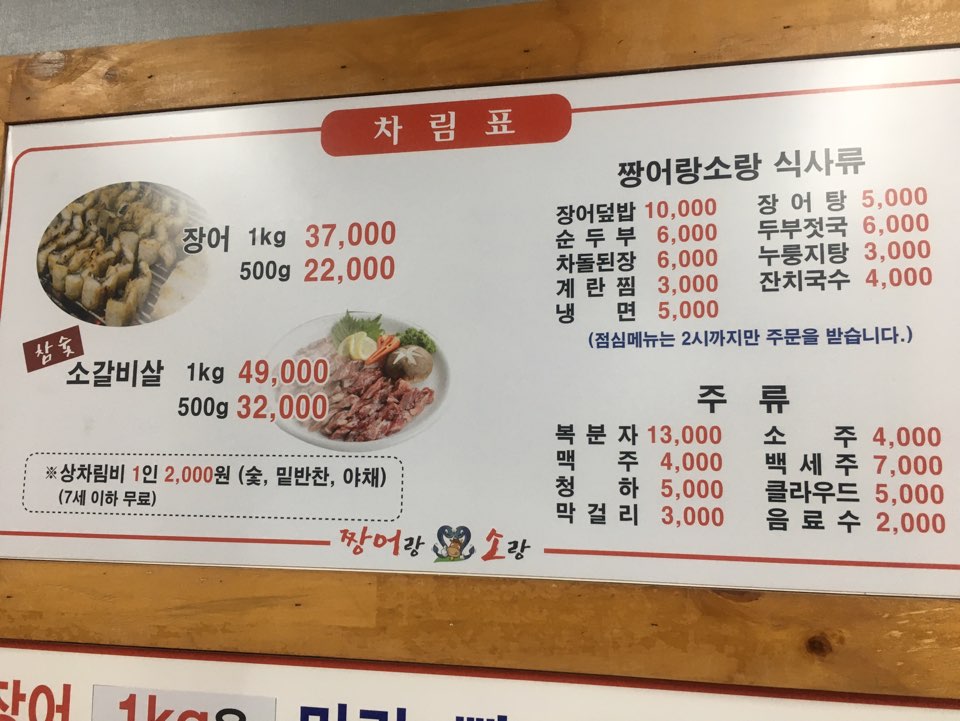 차림표
장어 1kg 37,000
500g 22,000
참숯
소갈비살 1kg 49,000
500g 32,000
※상차림비 1인 2,000원 (숯, 밑반찬, 야채)
(7세 이하 무료)
짱어랑소랑 식사류
장어덮밥 10,000
순두부 6,000
차돌된장 6,000
계란찜 3,000
냉면 5,000
장어탕 5,000
두부젓국 6,000
누룽지탕 3,000
잔치국수 4,000
(점심메뉴는 2시까지만 주문을 받습니다.)
주류
복분자 13,000
맥주 4,000
청하 5,000
막걸리 3,000
소주 4,000
백세주 7,000
클라우드 5,000
음료수 2,000
짱어랑 소랑
장어 1kg을